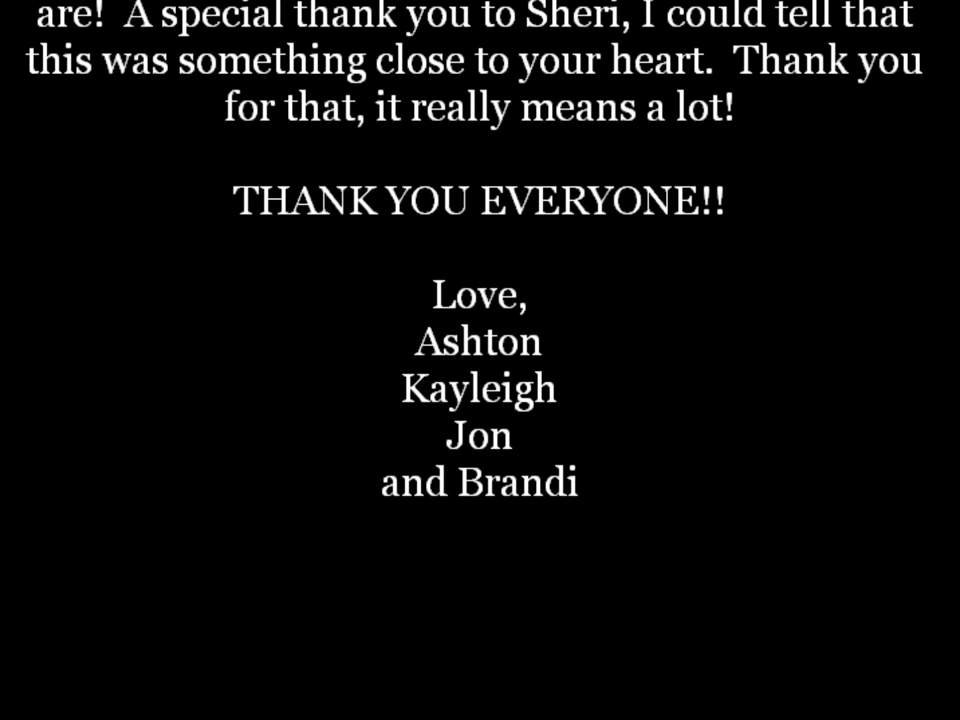 are!  A special thank you to Sheri, I could tell that
this was something close to your heart.  Thank you
for that, it really means a lot!
THANK YOU EVERYONE!!
Love,
Ashton
Kayleigh
Jon
and Brandi